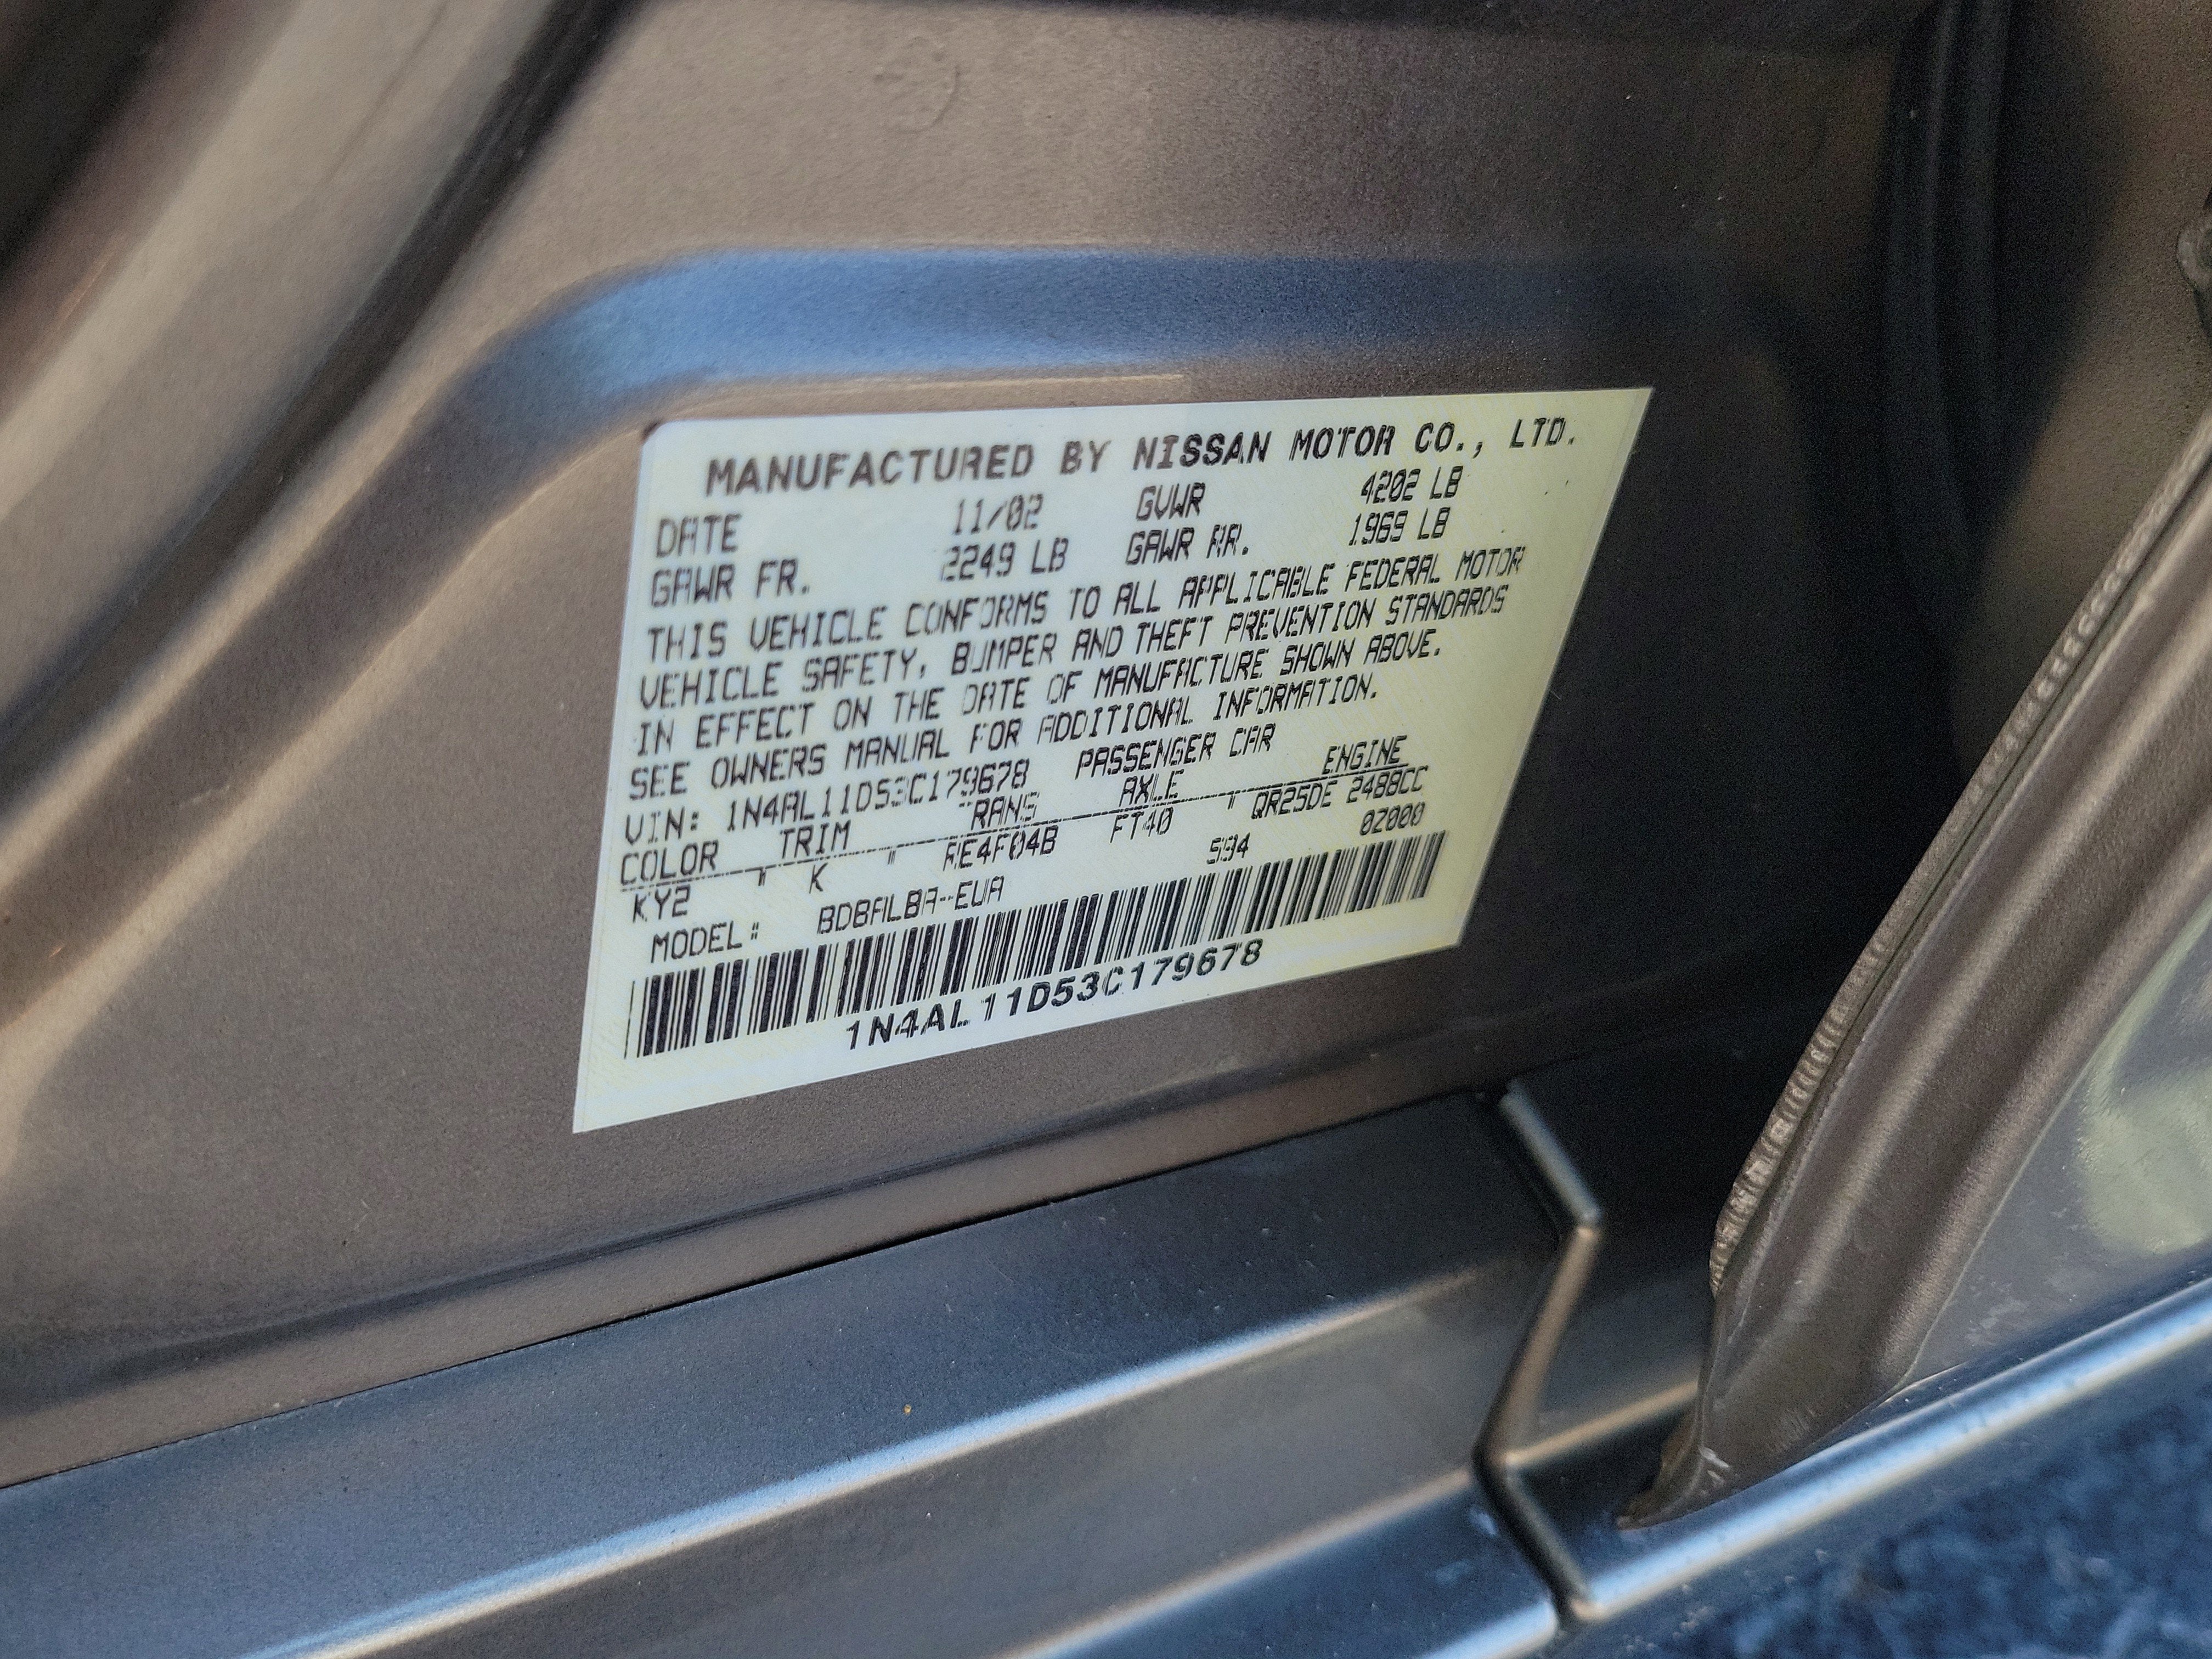 MANUFACTURED BY NISSAN MOTOR CO., LTD.
DATE 11/02 GVWR 4202 LB
GAWR FR. 2249 LB GAWR RR. 1969 LB
THIS VEHICLE CONFORMS TO ALL APPLICABLE FEDERAL MOTOR
VEHICLE SAFETY, BUMPER AND THEFT PREVENTION STANDARDS
IN EFFECT ON THE DATE OF MANUFACTURE SHOWN ABOVE.
SEE OWNERS MANUAL FOR ADDITIONAL INFORMATION.
VIN: 1N4AL11D53C179678 PASSENGER CAR
COLOR TRIM TRANS AXLE ENGINE
KY2 " K " RE4F04B FT40 " QR25DE 2488CC
MODEL: BDBALBA-EUA 594 02000
1N4AL11D53C179678